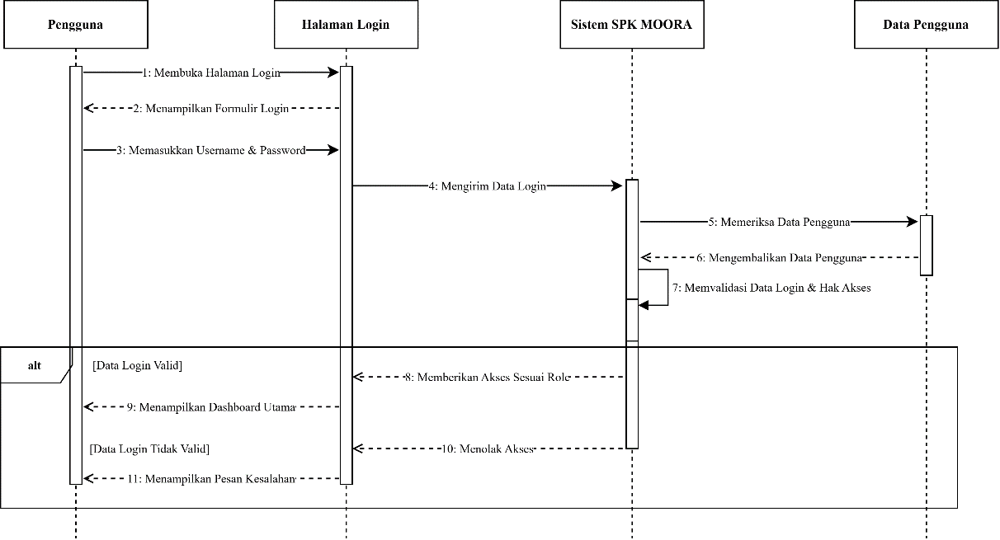 Pengguna
Halaman Login
Sistem SPK MOORA
Data Pengguna
1: Membuka Halaman Login
2: Menampilkan Formulir Login
3: Memasukkan Username & Password
4: Mengirim Data Login
5: Memeriksa Data Pengguna
6: Mengembalikan Data Pengguna
7: Memvalidasi Data Login & Hak Akses
alt
[Data Login Valid]
8: Memberikan Akses Sesuai Role
9: Menampilkan Dashboard Utama
[Data Login Tidak Valid]
10: Menolak Akses
11: Menampilkan Pesan Kesalahan